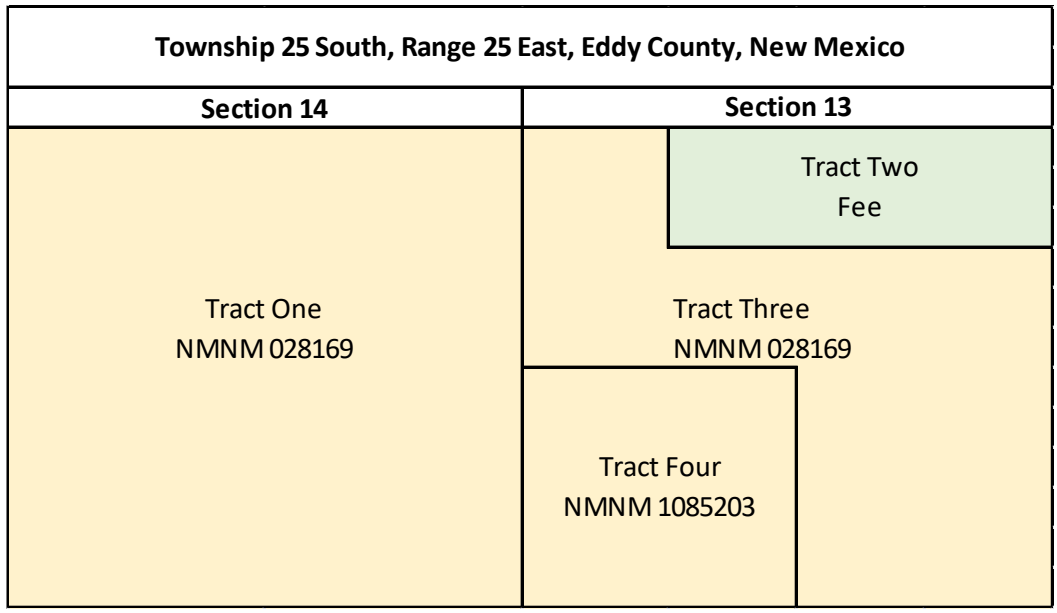 Township 25 South, Range 25 East, Eddy County, New Mexico
Section 14
Section 13
Tract Two
Fee
Tract One
NMNM 028169
Tract Three
NMNM 028169
Tract Four
NMNM 1085203